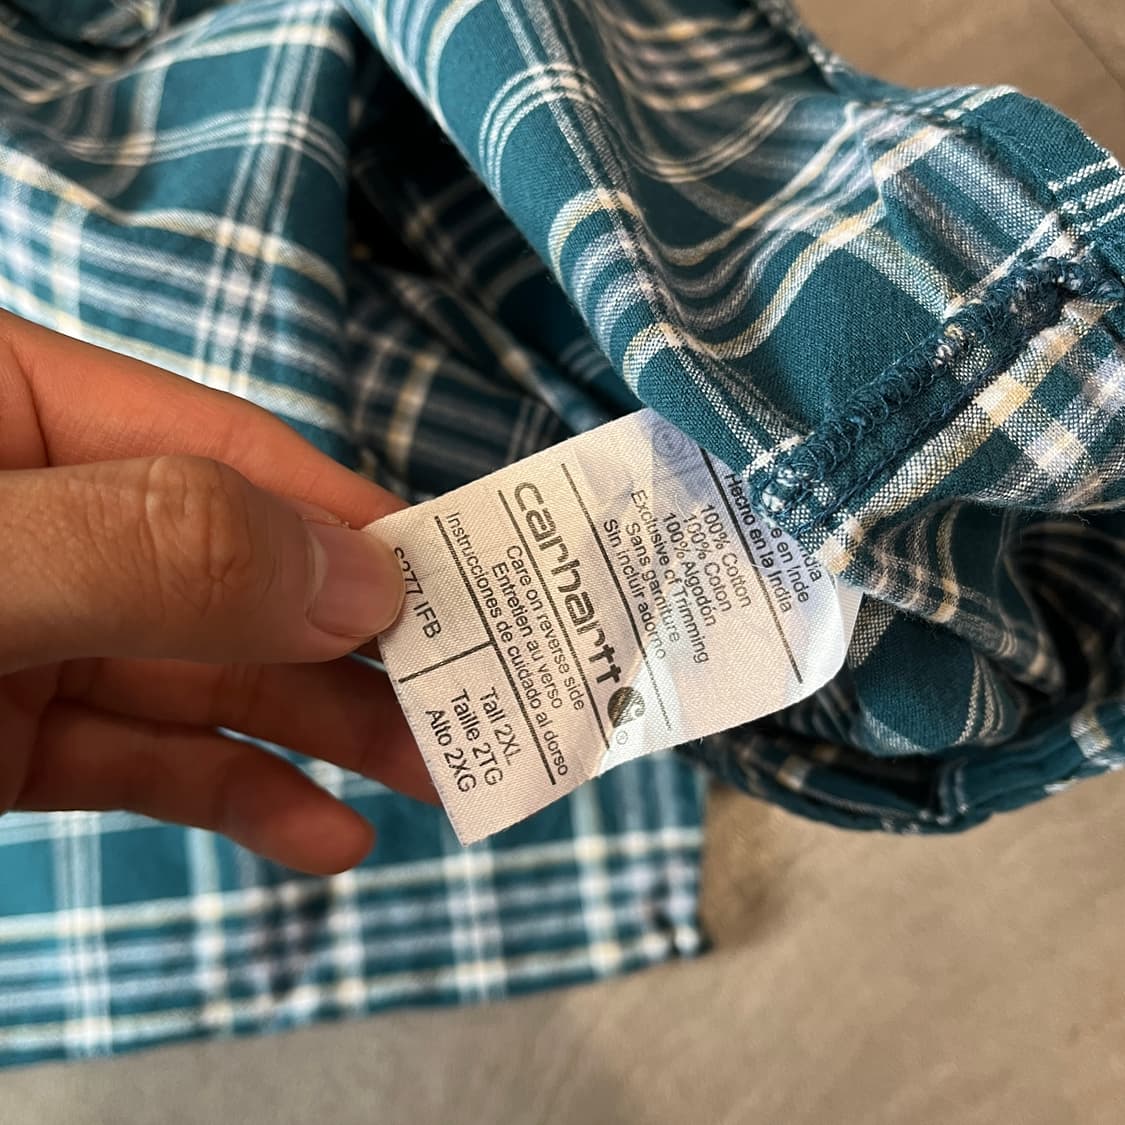 India
e en Inde
Hecho en la India
100% Cotton
100% Coton
100% Algodón
Exclusive of Trimming
Sans garniture
Sin incluir adorno
carhartt
®
Care on reverse side
Entretien au verso
Instrucciones de cuidado al dorso
S277 IFB
Tall 2XL
Taille 2TG
Alto 2XG